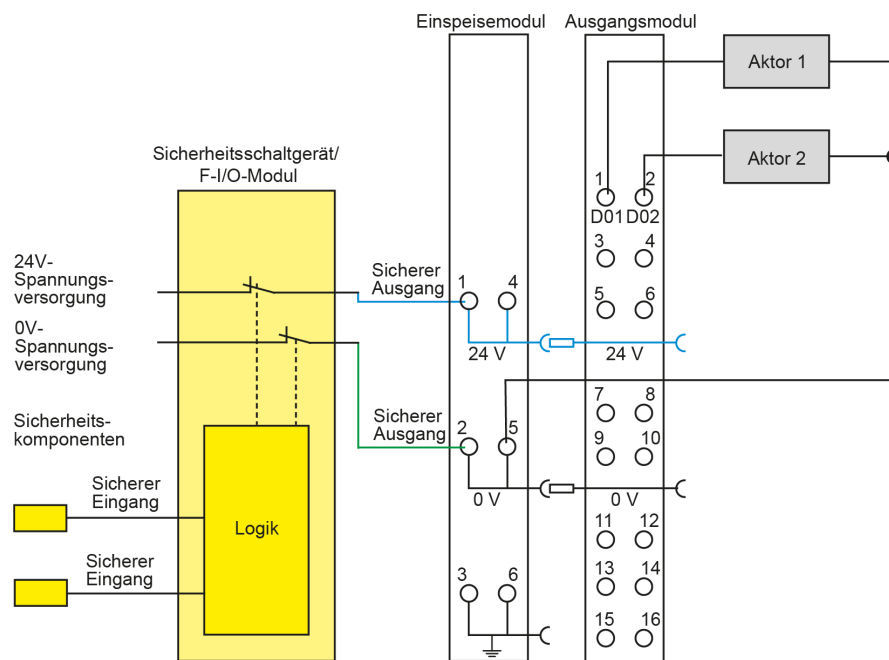 Einspeisemodul
Ausgangsmodul
Aktor 1
Aktor 2
Sicherheitsschaltgerät/
F-I/O-Modul
1 2
D01 D02
3 4
5 6
24 V
7 8
9 10
0 V
11 12
13 14
15 16
24V-
Spannungs-
versorgung
0V-
Spannungs-
versorgung
Sicherer
Ausgang
1 4
24 V
Sicherer
Ausgang
2 5
0 V
3 6
Sicherheits-
komponenten
Sicherer
Eingang
Sicherer
Eingang
Logik